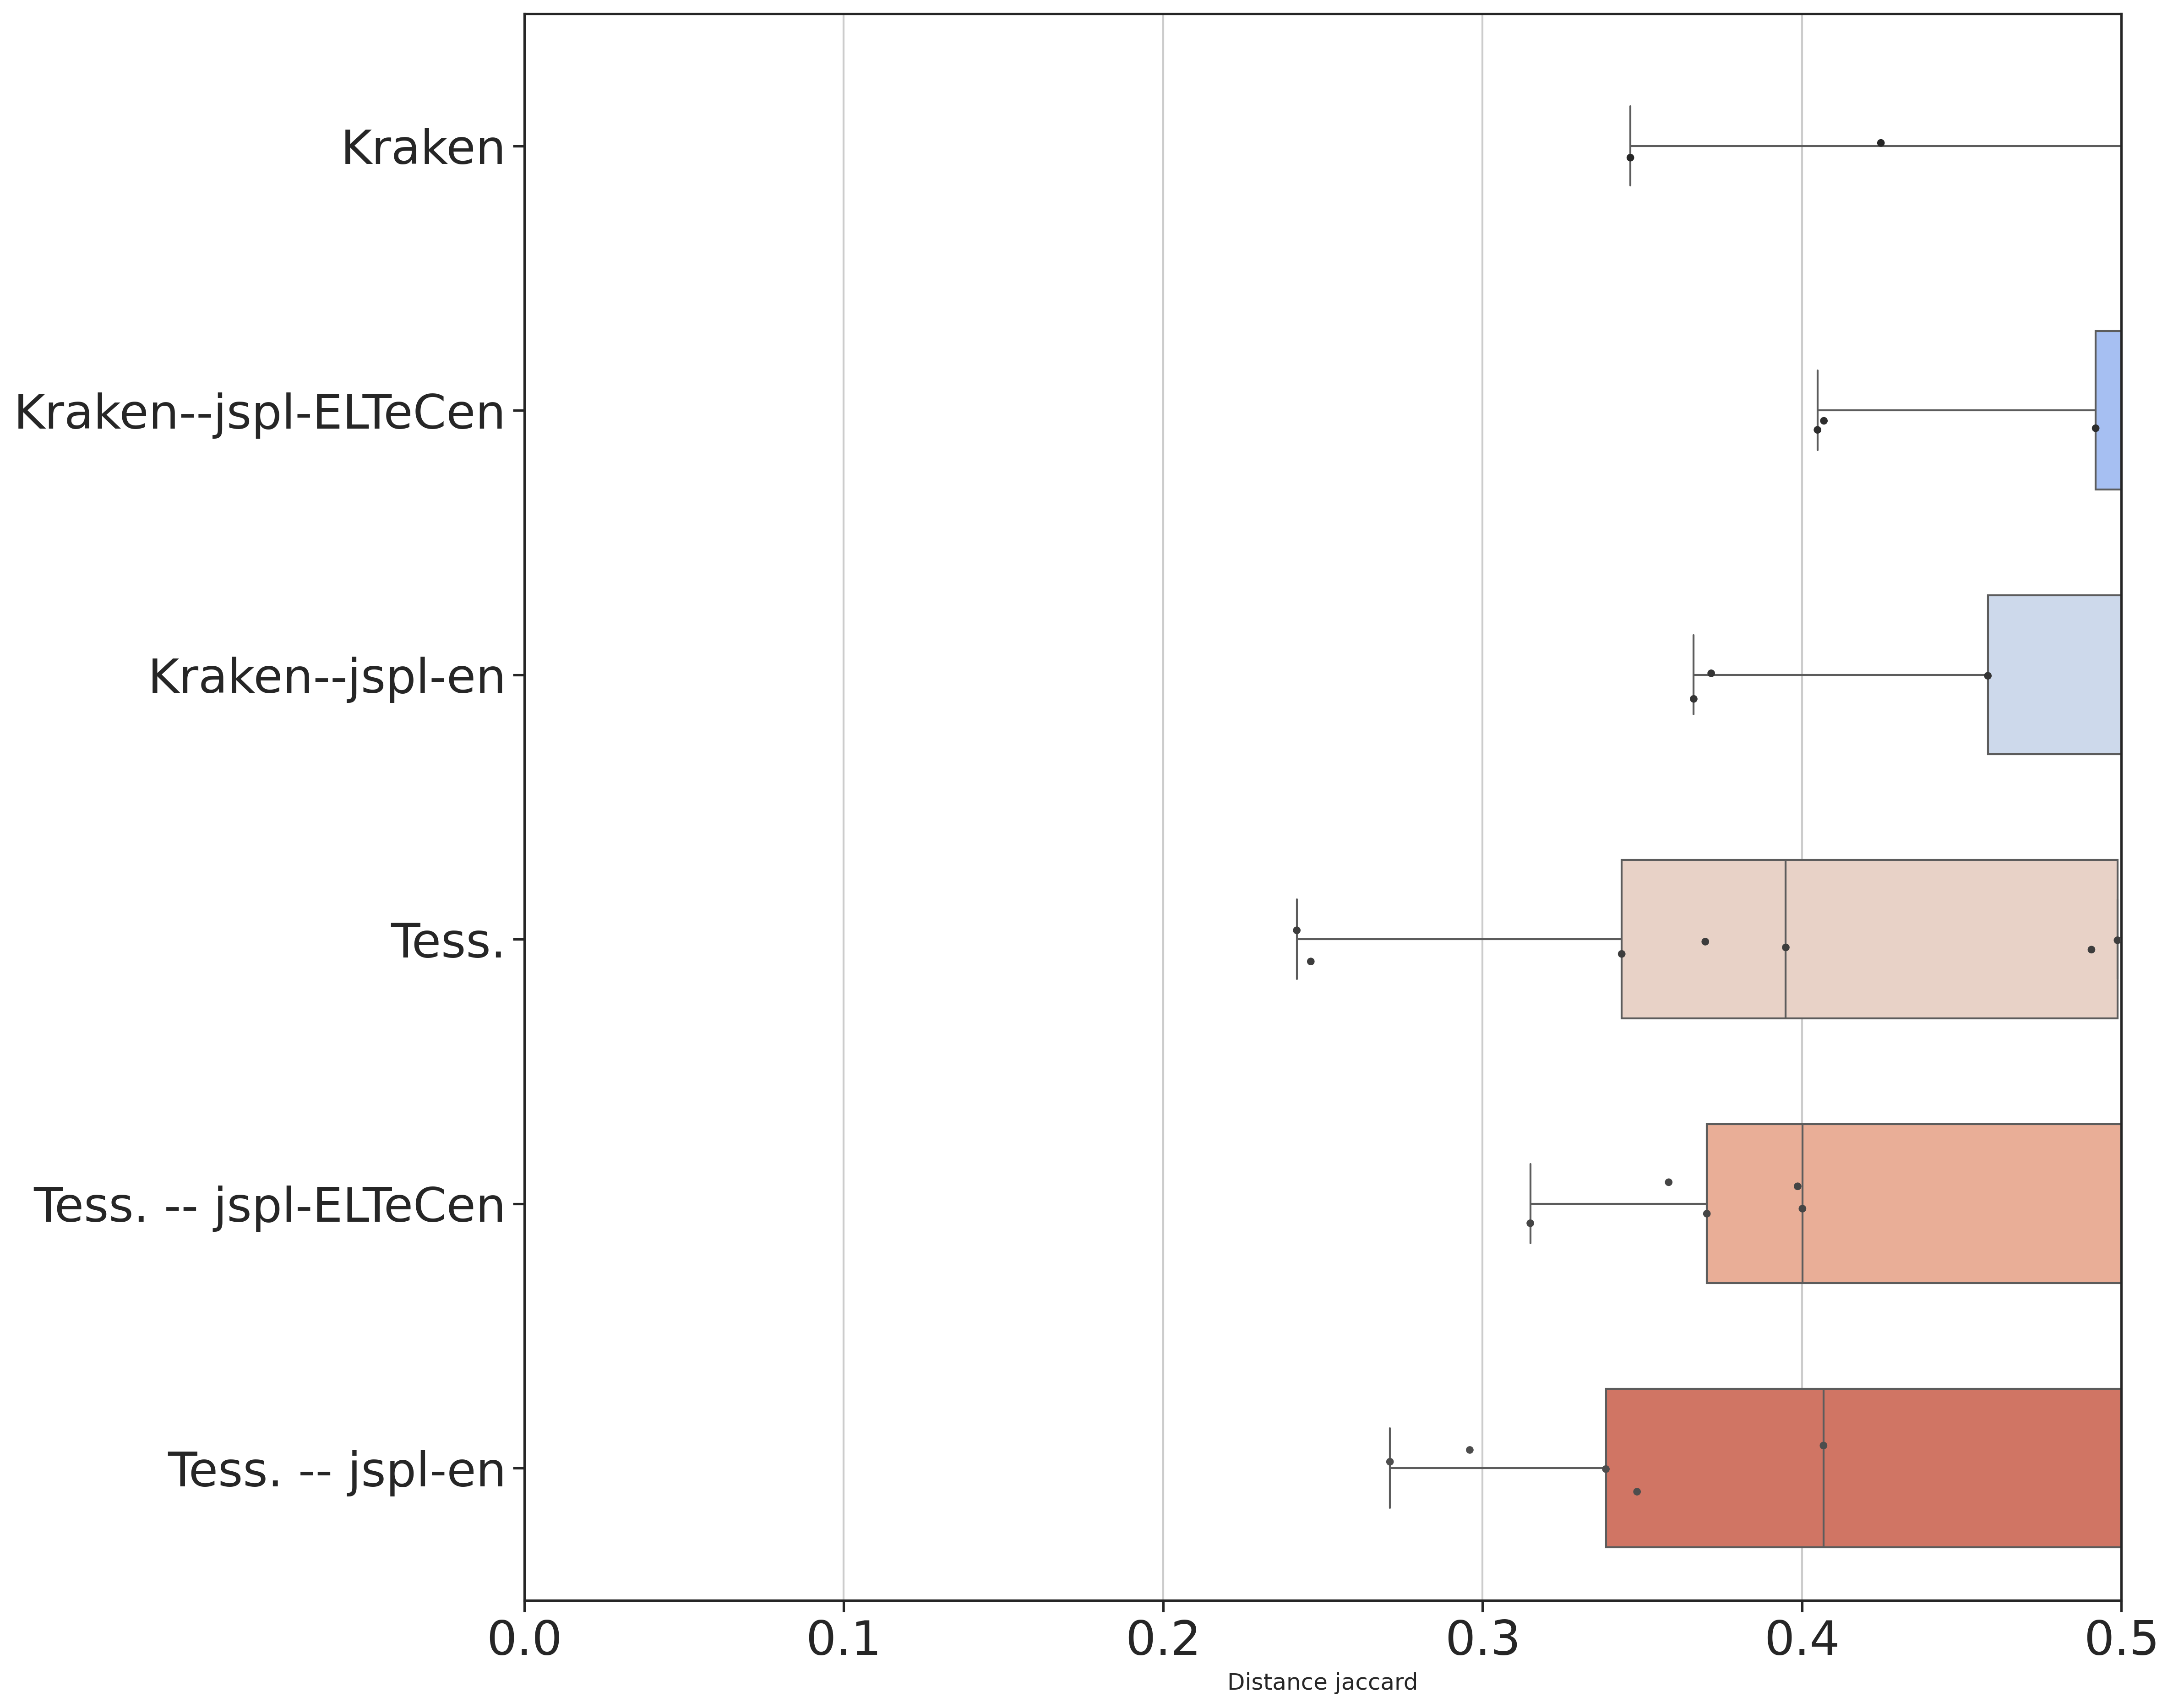 Kraken
Kraken--jspl-ELTeCen
Kraken--jspl-en
Tess.
Tess. -- jspl-ELTeCen
Tess. -- jspl-en
0.0 0.1 0.2 0.3 0.4 0.5
Distance jaccard